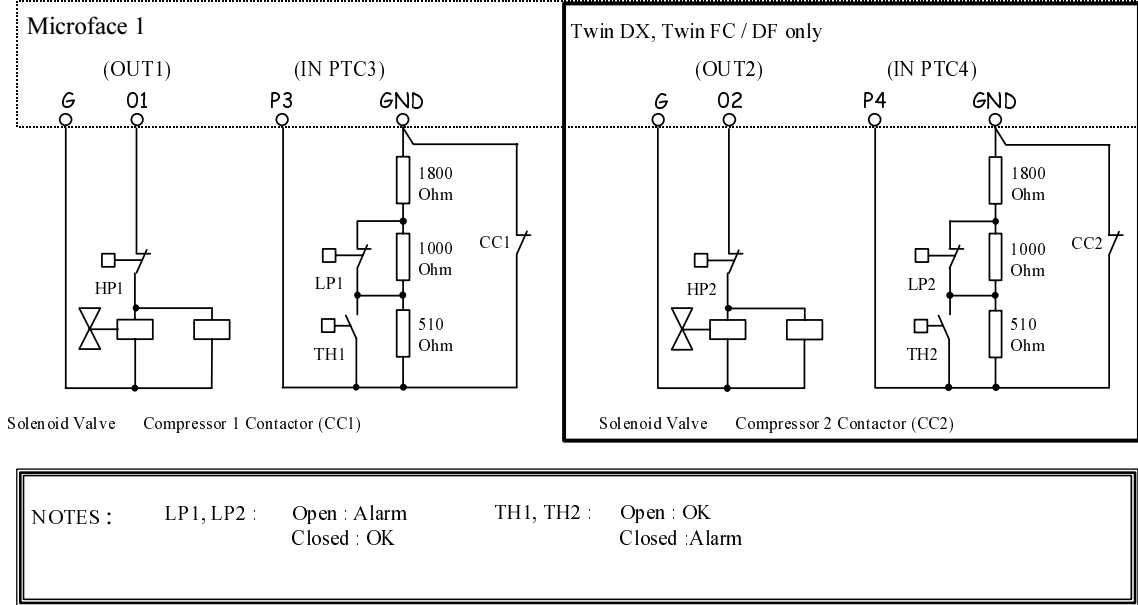 Microface 1
(OUT1) (IN PTC3)
G 01 P3 GND
1800
Ohm
1000
Ohm
CC1
LP1
HP1
510
Ohm
TH1
Solenoid Valve Compressor 1 Contactor (CC1)
Twin DX, Twin FC / DF only
(OUT2) (IN PTC4)
G 02 P4 GND
1800
Ohm
1000
Ohm
CC2
LP2
HP2
510
Ohm
TH2
Solenoid Valve Compressor 2 Contactor (CC2)
NOTES : LP1, LP2 : Open : Alarm TH1, TH2 : Open : OK
Closed : OK Closed :Alarm